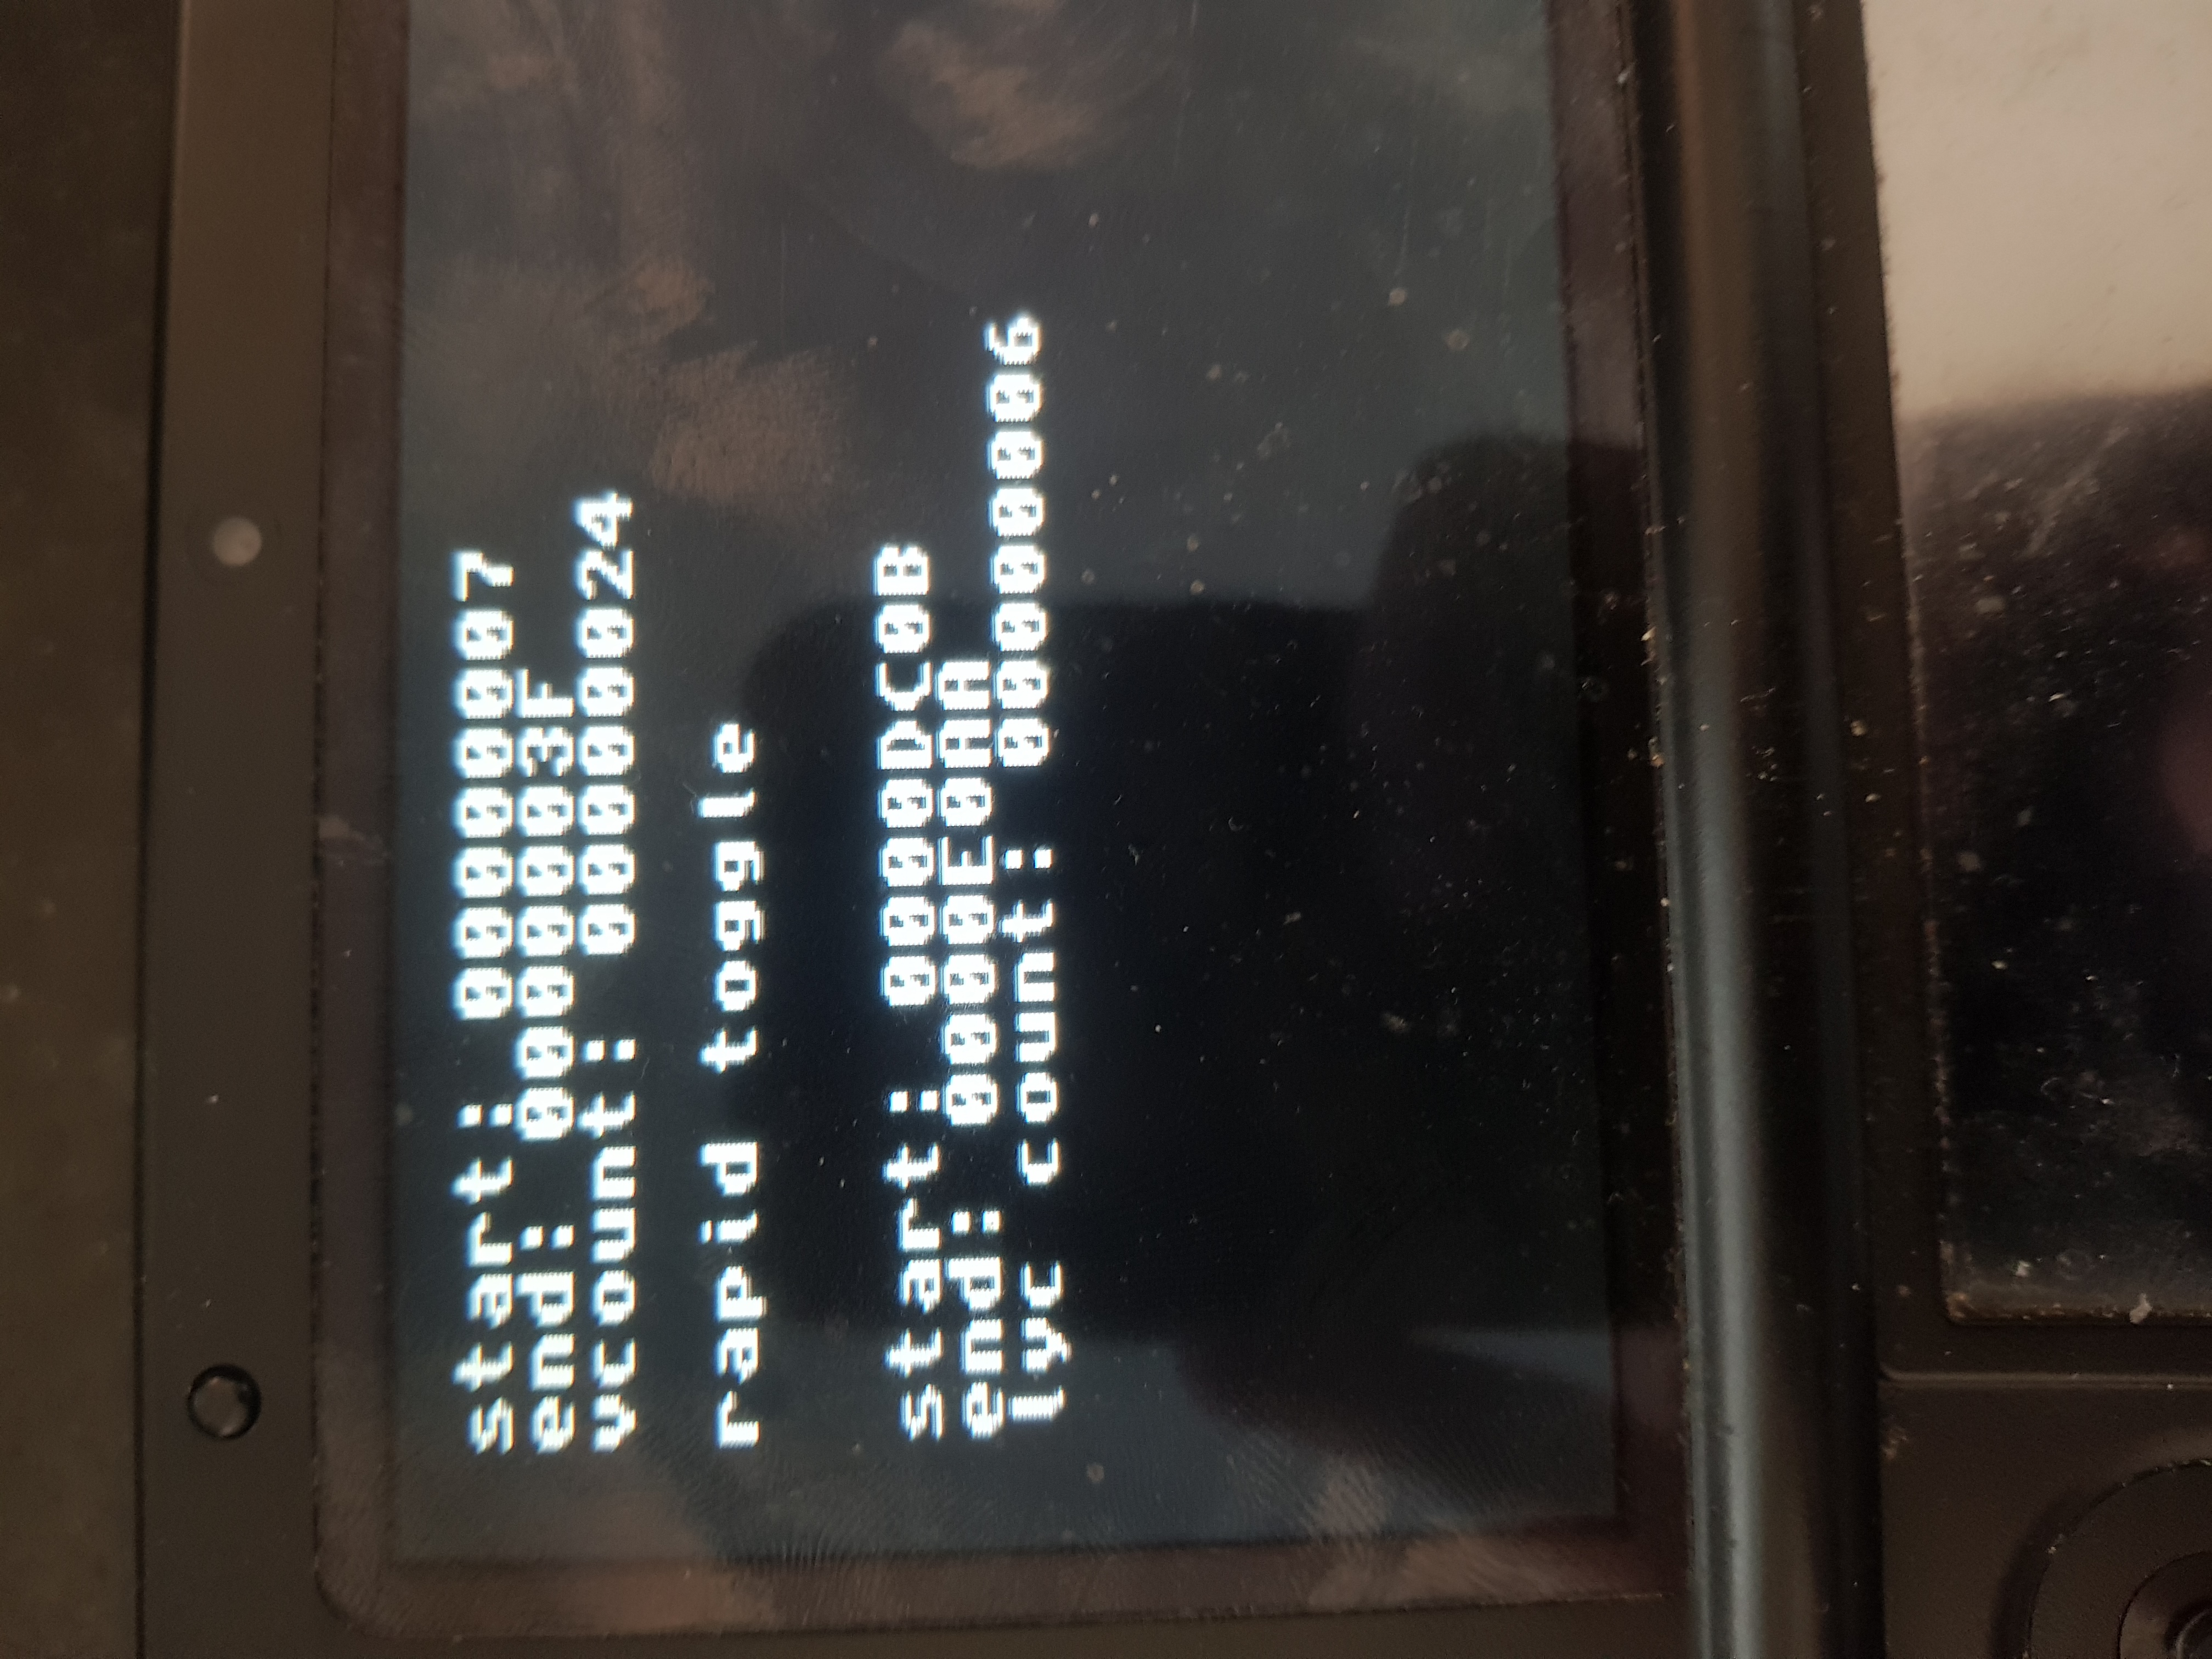 start: 00000007
end: 0000003F
vcount: 00000024
rapid toggle
start: 0000DC0B
end: 0000E0AA
lyc count: 00000006